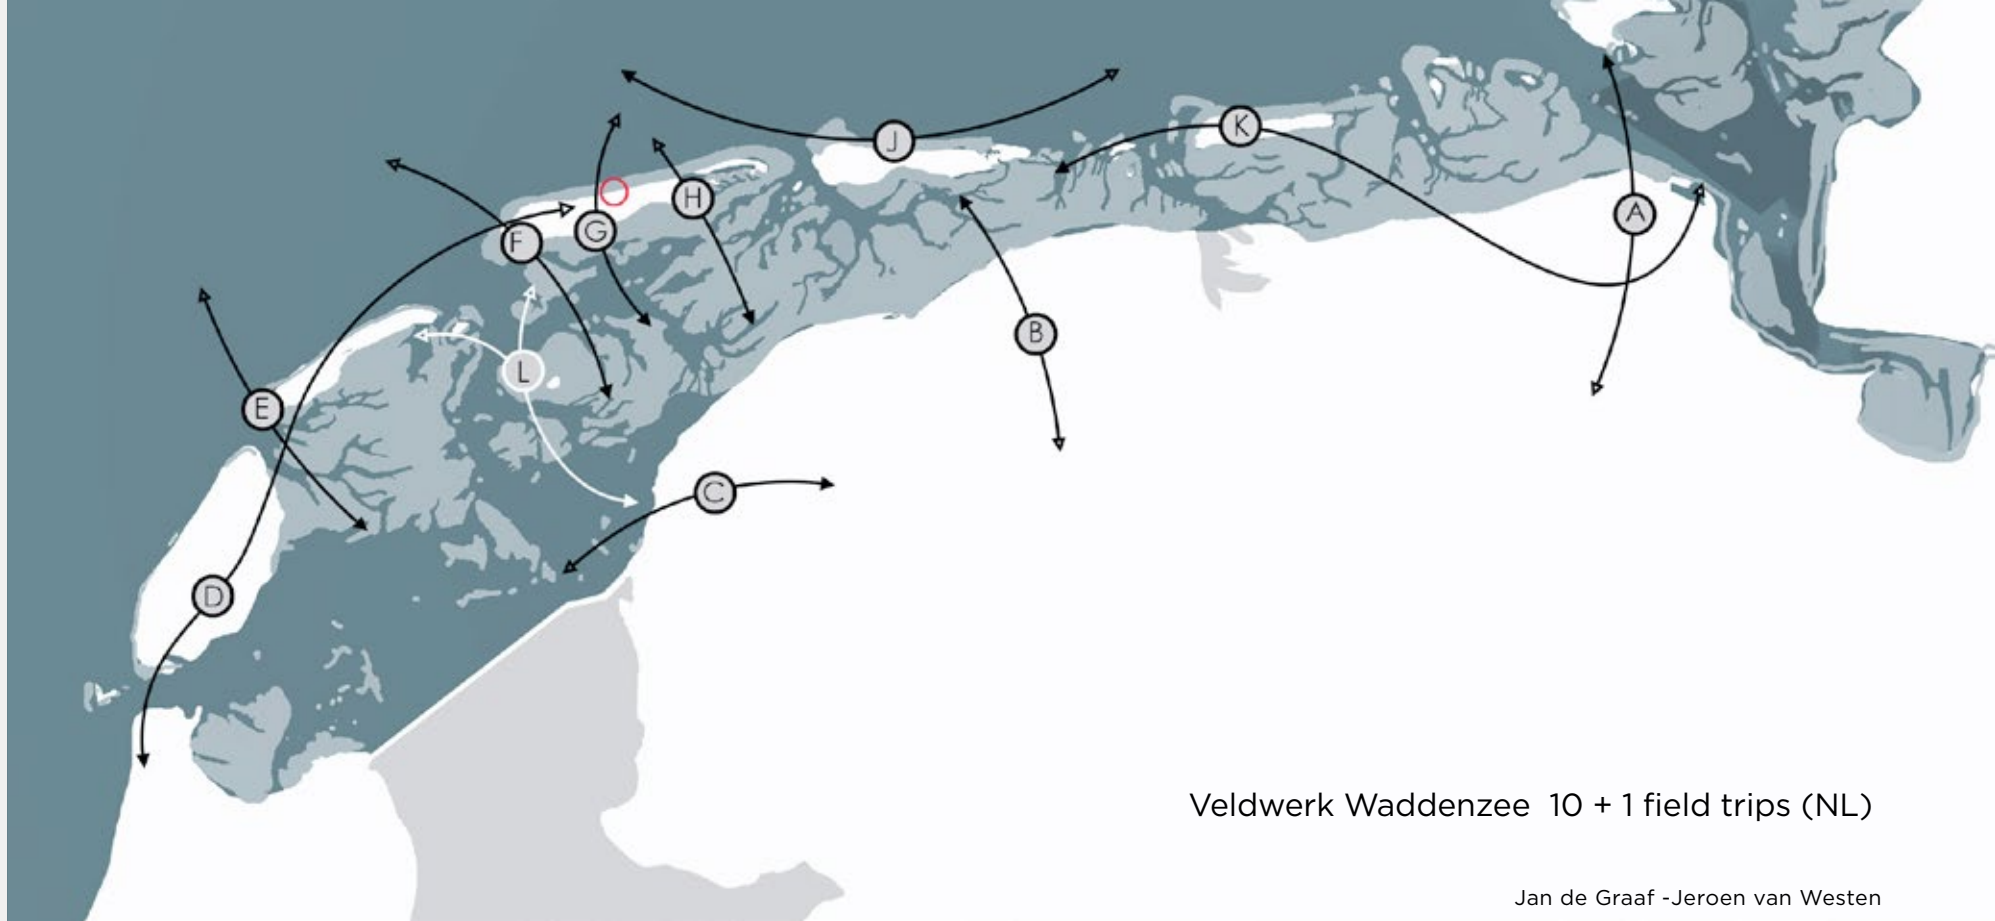 J
K
H
A
G
F
B
L
E
C
D
Veldwerk Waddenzee 10 + 1 field trips (NL)
Jan de Graaf -Jeroen van Westen